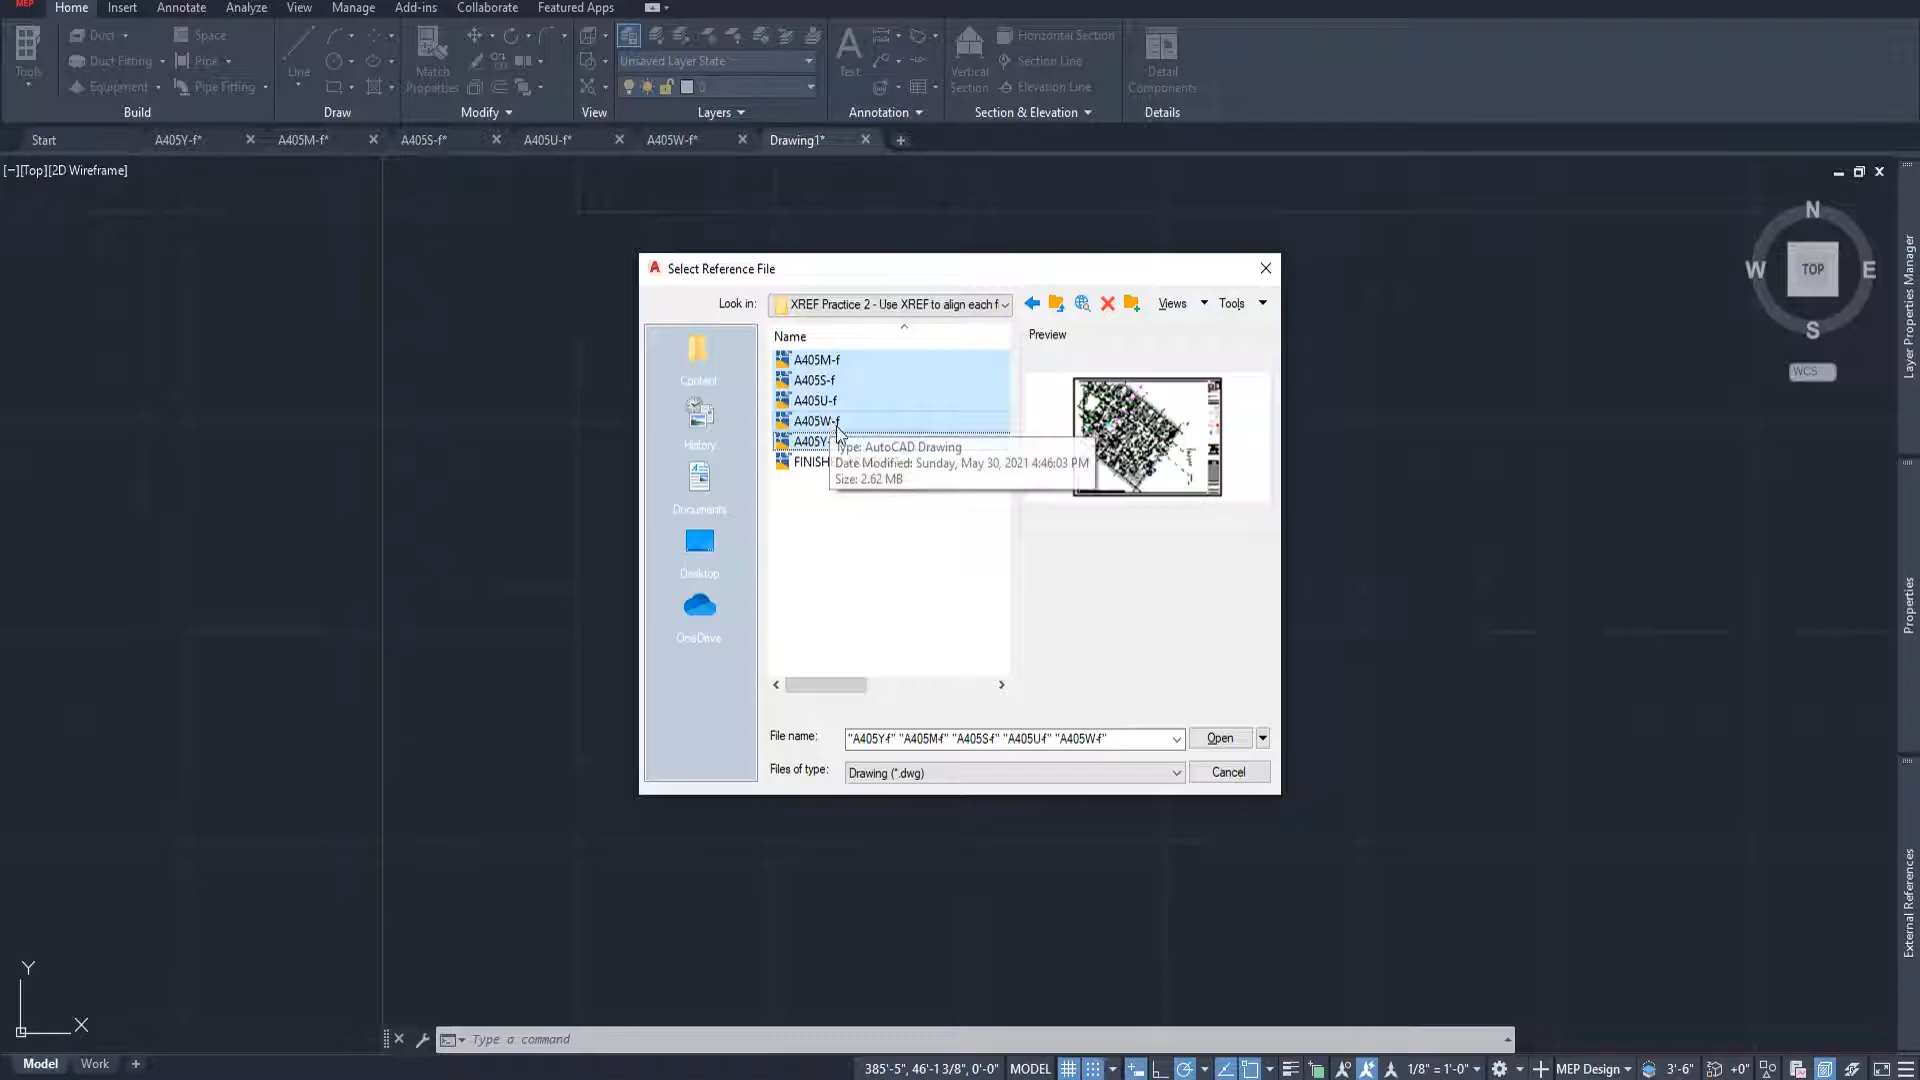 MEP
Home Insert Annotate Analyze View Manage Add-ins Collaborate Featured Apps
Tools
Duct
Duct Fitting
Equipment
Space
Pipe
Pipe Fitting
Build
Line
Draw
Match
Properties
Modify
View
Unsaved Layer State
0
Layers
Text
Annotation
Vertical
Section
Horizontal Section
Section Line
Elevation Line
Section & Elevation
Detail
Components
Details
Start A405Y-f* A405M-f* A405S-f* A405U-f* A405W-f* Drawing1*
[−][Top][2D Wireframe]
N
W TOP E
S
WCS
Layer Properties Manager
Properties
External References
Select Reference File
Look in: XREF Practice 2 - Use XREF to align each f
Views Tools
Content
History
Documents
Desktop
OneDrive
Name
A405M-f
A405S-f
A405U-f
A405W-f
A405Y-
FINISH
Type: AutoCAD Drawing
Date Modified: Sunday, May 30, 2021 4:46:03 PM
Size: 2.62 MB
Preview
File name: "A405Y-f" "A405M-f" "A405S-f" "A405U-f" "A405W-f" Open
Files of type: Drawing (*.dwg) Cancel
Y
X
Type a command
Model Work +
385'-5", 46'-1 3/8", 0'-0" MODEL 1/8" = 1'-0" MEP Design 3'-6" +0"